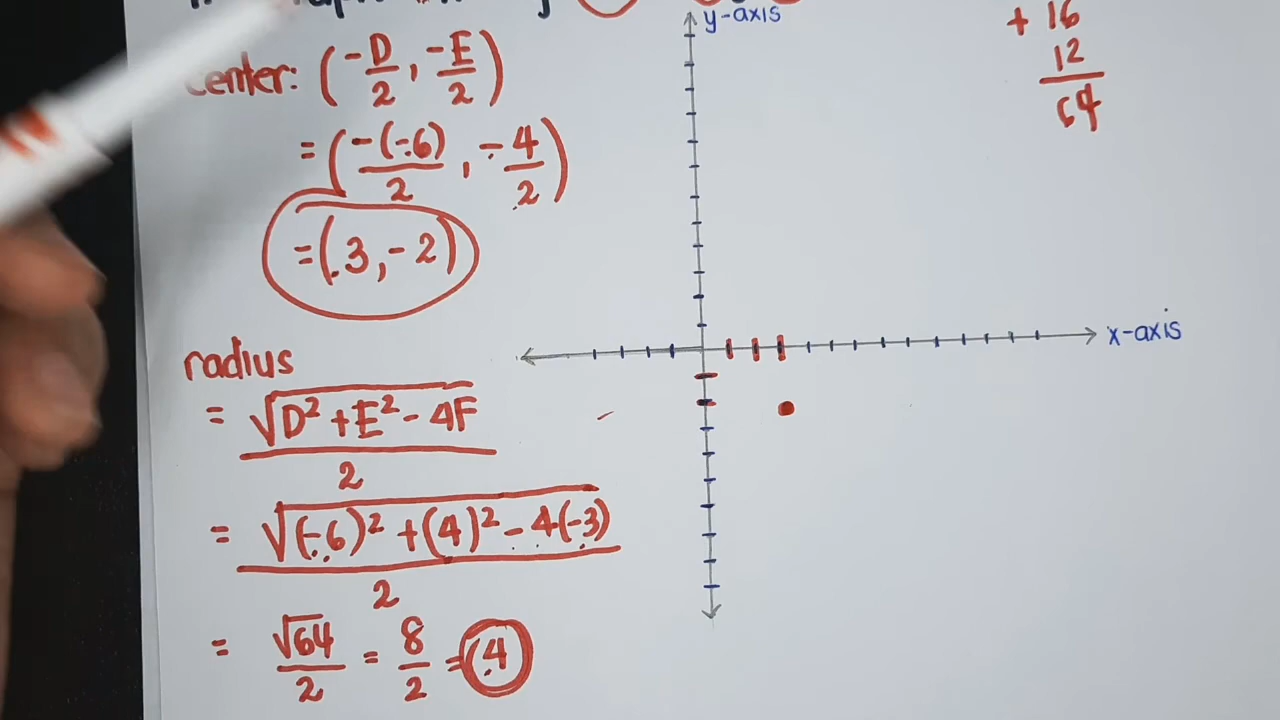 y-axis
+ 16
12
64
Center: (-D/2, -E/2)
= (-(-6)/2, -4/2)
= (3, -2)
x-axis
radius
= √D² + E² - 4F / 2
= √(-6)² + (4)² - 4(-3) / 2
= √64/2 = 8/2 = 4